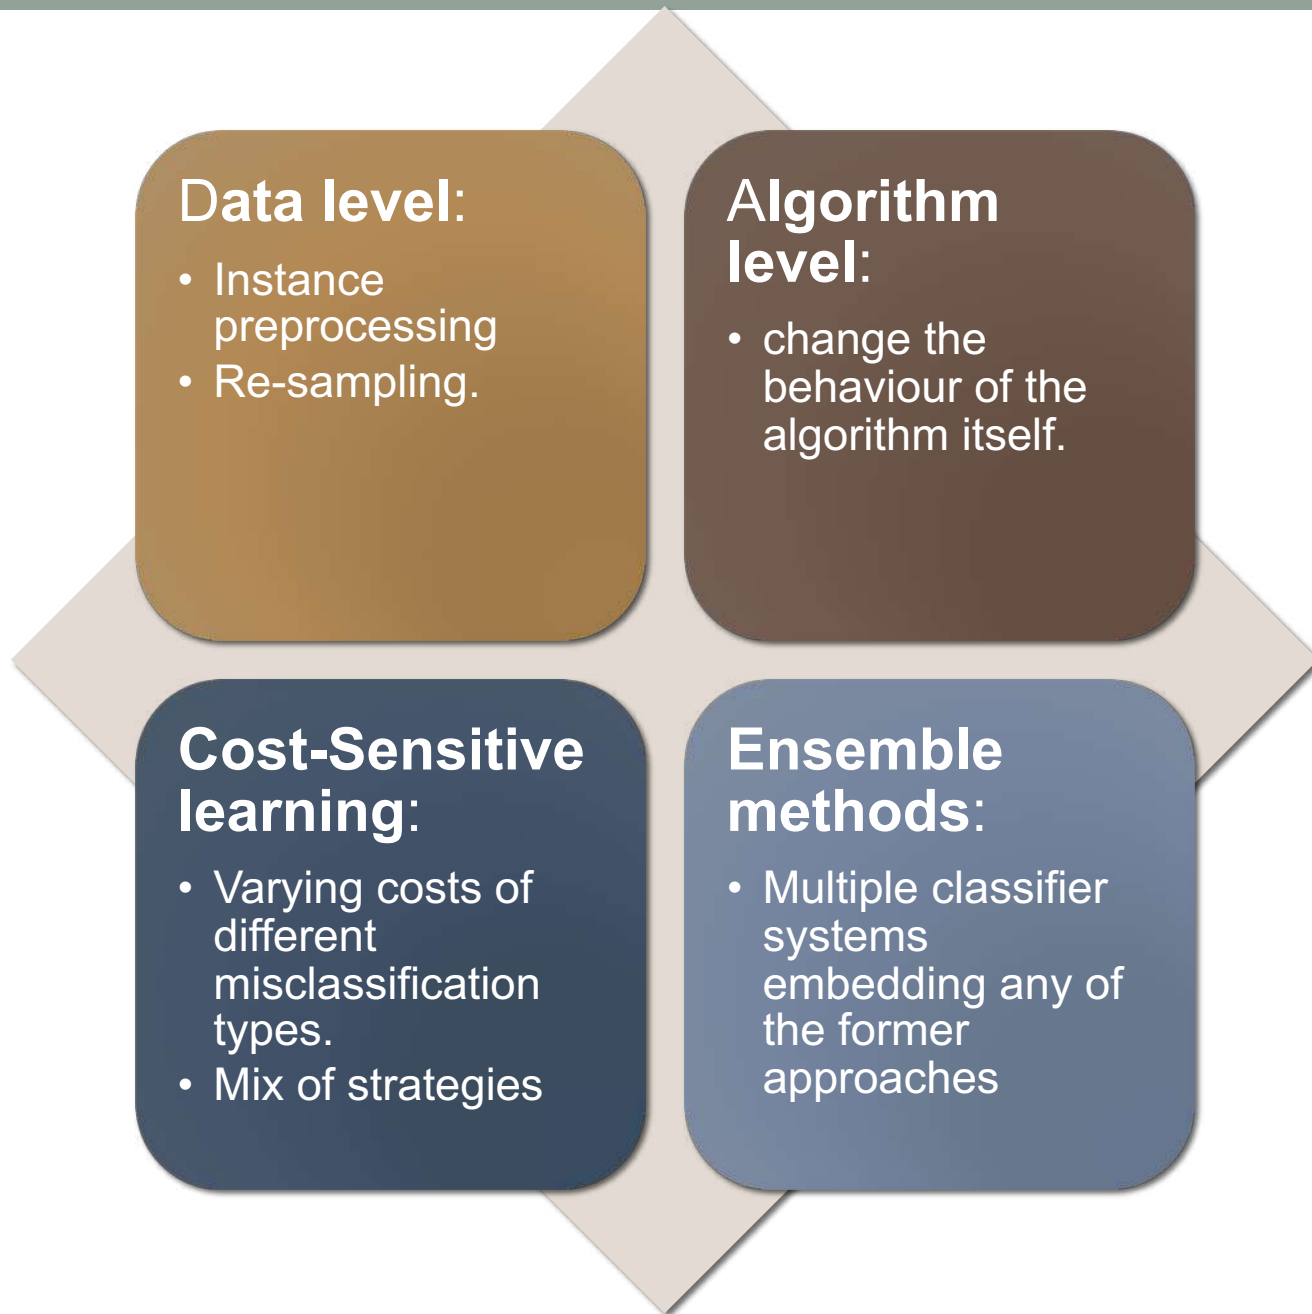 Data level:
• Instance
preprocessing
• Re-sampling.
Algorithm
level:
• change the
behaviour of the
algorithm itself.
Cost-Sensitive
learning:
• Varying costs of
different
misclassification
types.
• Mix of strategies
Ensemble
methods:
• Multiple classifier
systems
embedding any of
the former
approaches